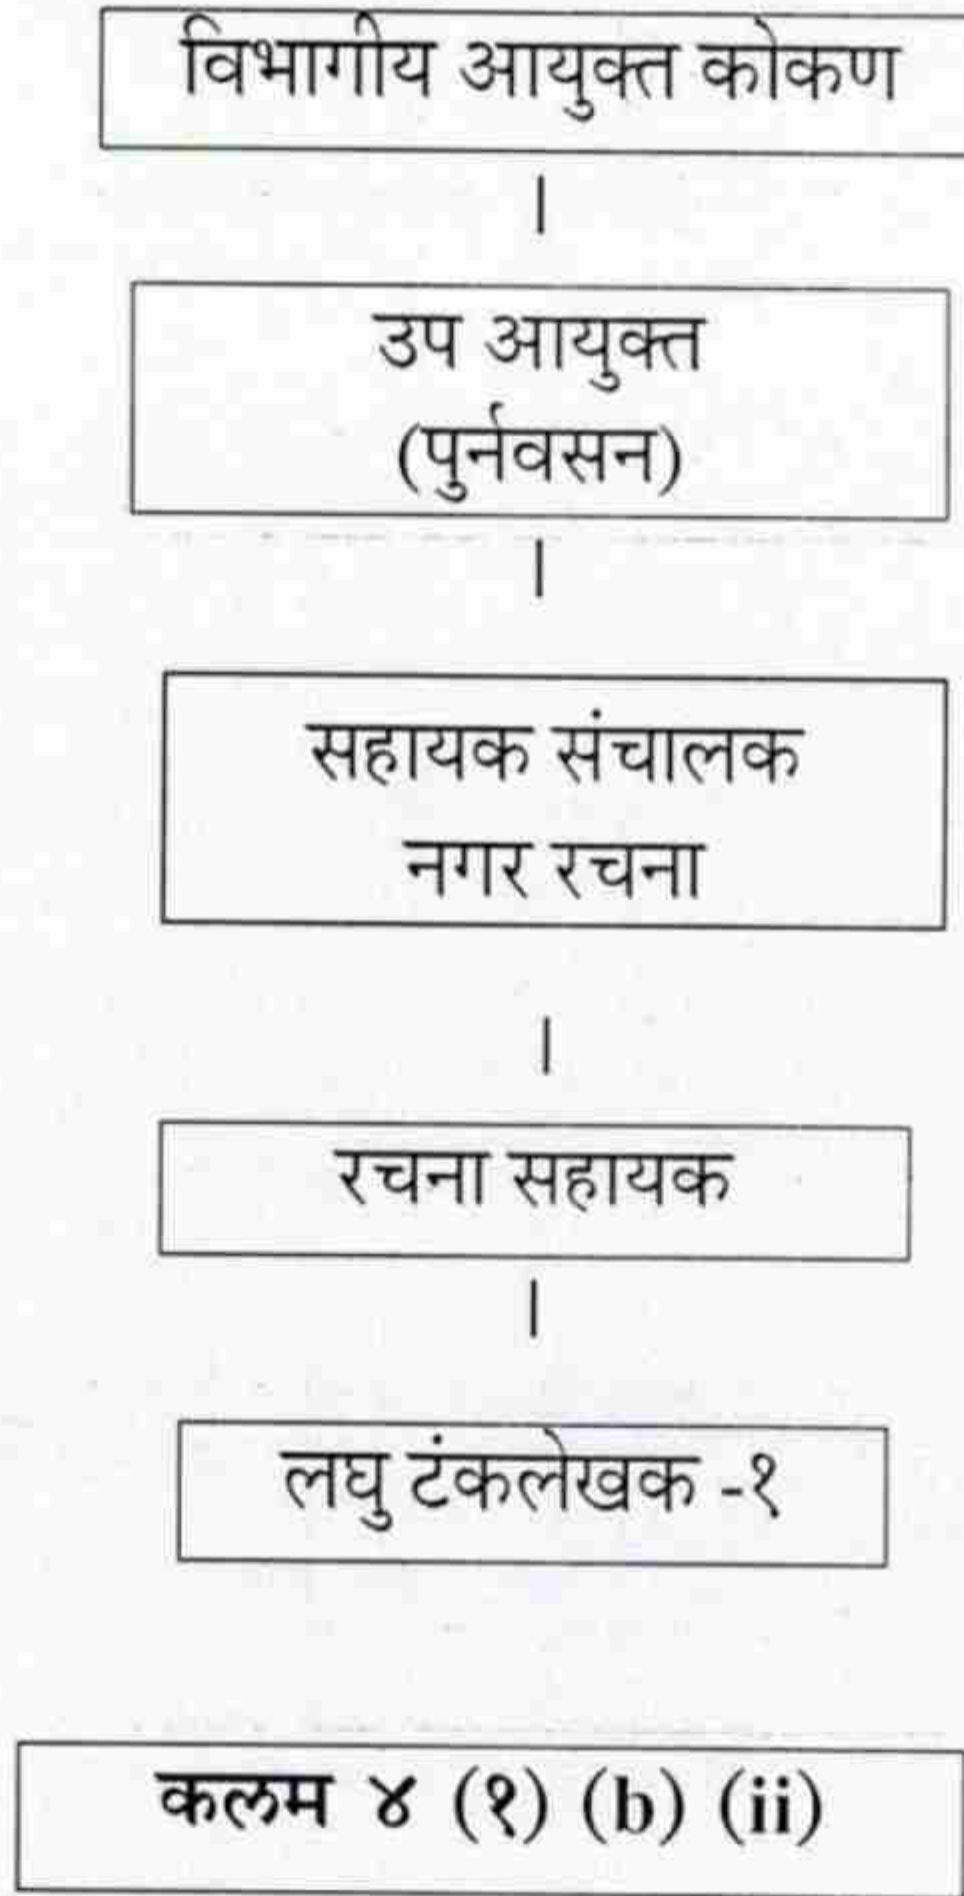 विभागीय आयुक्त कोकण
उप आयुक्त
(पुर्नवसन)
सहायक संचालक
नगर रचना
रचना सहायक
लघु टंकलेखक -१
कलम ४ (१) (b) (ii)